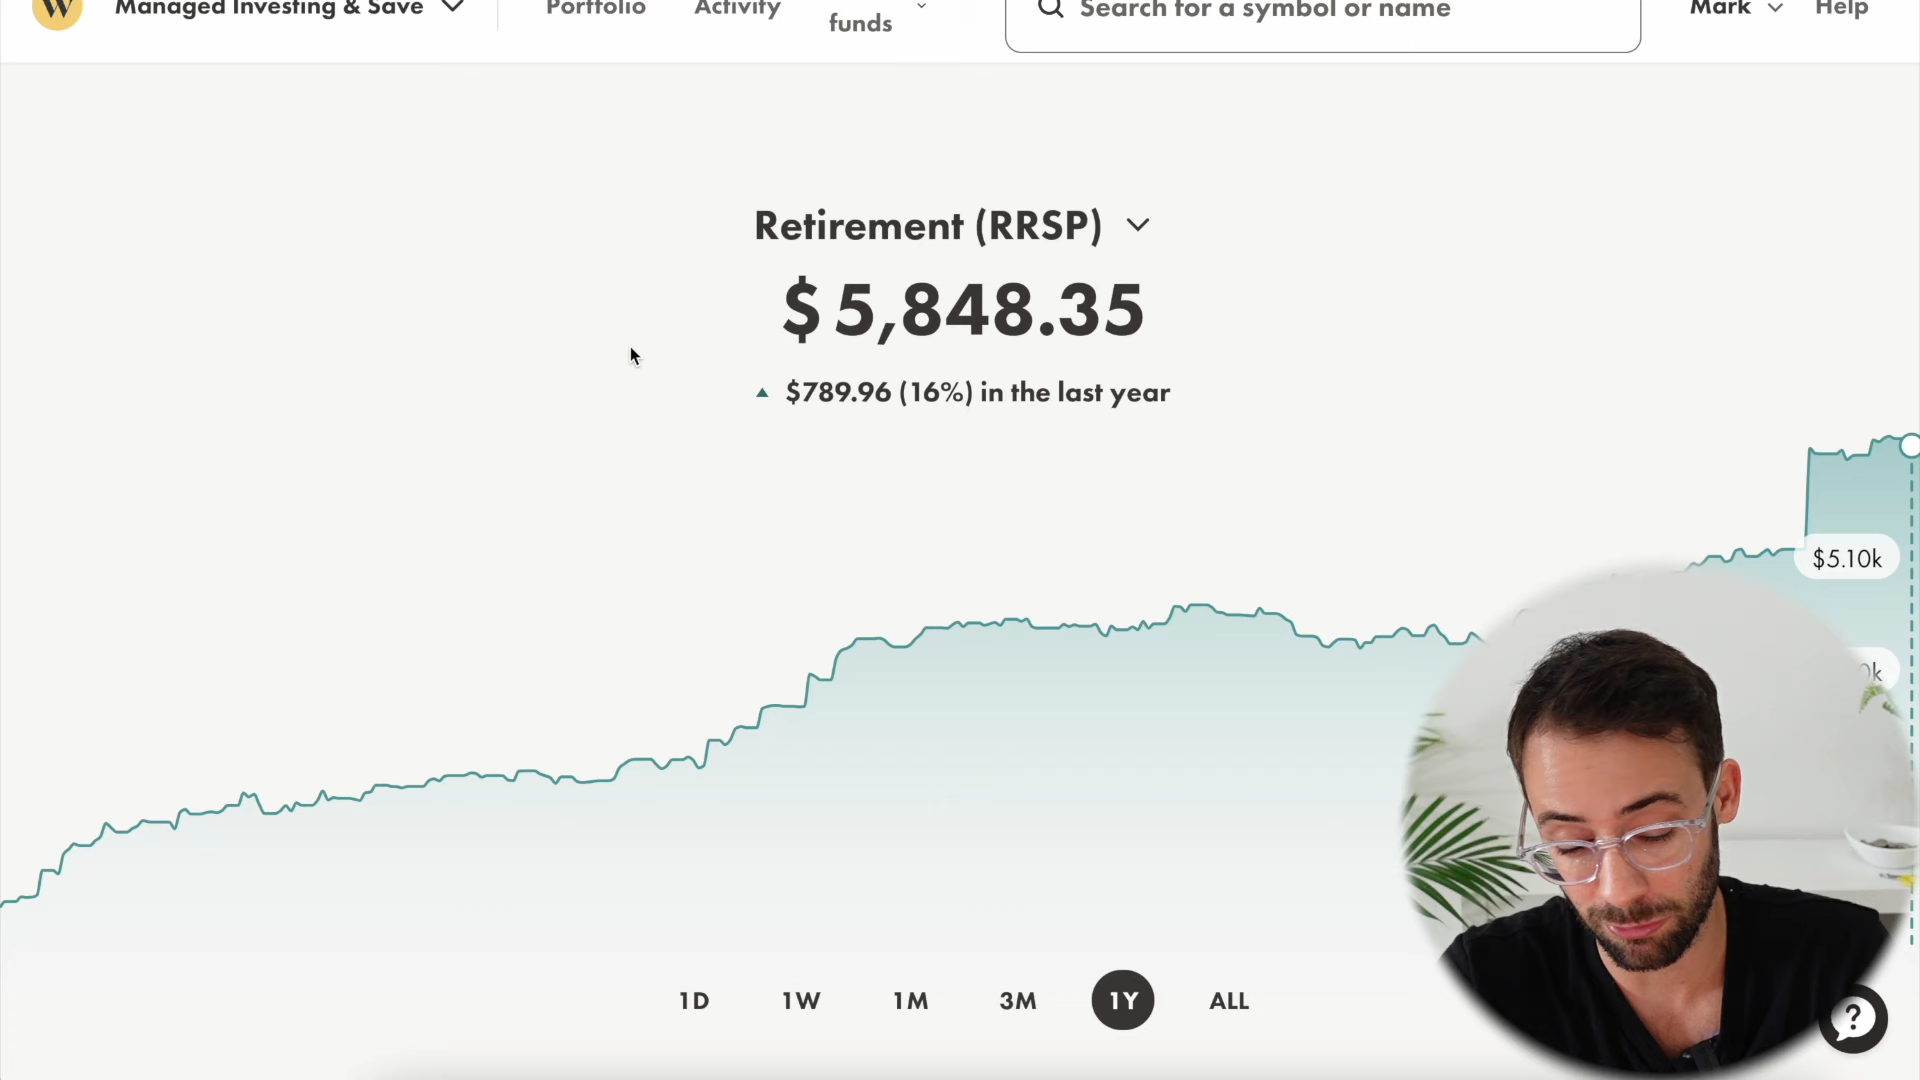 W
Managed Investing & Save
Portfolio
Activity
funds
Search for a symbol or name
Mark
Help
Retirement (RRSP)
$5,848.35
$789.96 (16%) in the last year
$5.10k
k
1D
1W
1M
3M
1Y
ALL
?